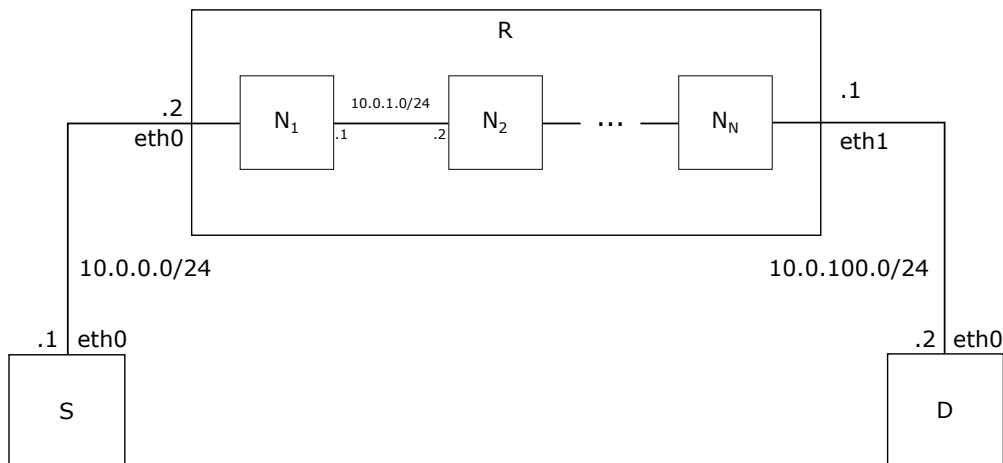 R
N1
10.0.1.0/24
.1
.2
N2
...
NN
.2
eth0
.1
eth1
10.0.0.0/24
10.0.100.0/24
.1
eth0
.2
eth0
S
D